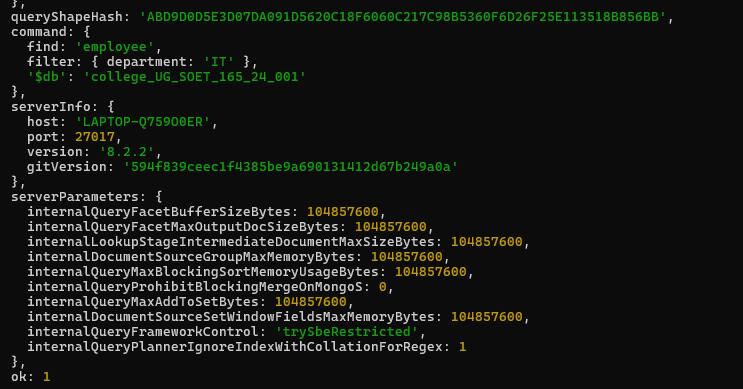 },
queryShapeHash: 'ABD9D0D5E3D07DA091D5620C18F6060C217C98B5360F6D26F25E113518B856BB',
command: {
find: 'employee',
filter: { department: 'IT' },
'$db': 'college_UG_SOET_165_24_001'
},
serverInfo: {
host: 'LAPTOP-Q759O0ER',
port: 27017,
version: '8.2.2',
gitVersion: '594f839ceec1f4385be9a690131412d67b249a0a'
},
serverParameters: {
internalQueryFacetBufferSizeBytes: 104857600,
internalQueryFacetMaxOutputDocSizeBytes: 104857600,
internalLookupStageIntermediateDocumentMaxSizeBytes: 104857600,
internalDocumentSourceGroupMaxMemoryBytes: 104857600,
internalQueryMaxBlockingSortMemoryUsageBytes: 104857600,
internalQueryProhibitBlockingMergeOnMongoS: 0,
internalQueryMaxAddToSetBytes: 104857600,
internalDocumentSourceSetWindowFieldsMaxMemoryBytes: 104857600,
internalQueryFrameworkControl: 'trySbeRestricted',
internalQueryPlannerIgnoreIndexWithCollationForRegex: 1
},
ok: 1